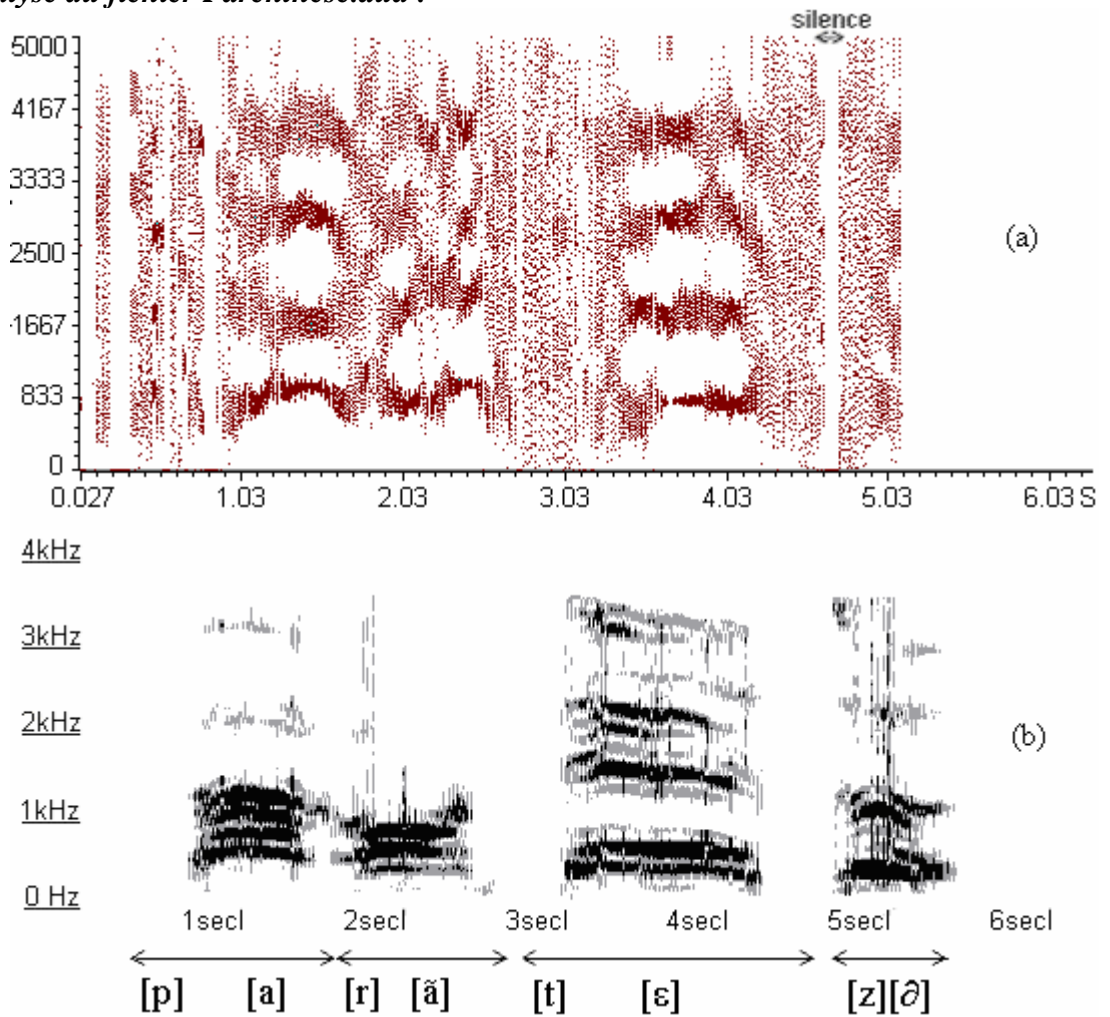 silence
5000
4167
3333
2500
1667
833
0
0.027 1.03 2.03 3.03 4.03 5.03 6.03 S
(a)
4kHz
3kHz
2kHz
1kHz
0 Hz
(b)
1secl 2secl 3secl 4secl 5secl 6secl
[p] [a] [r] [ã] [t] [ɛ] [z][∂]